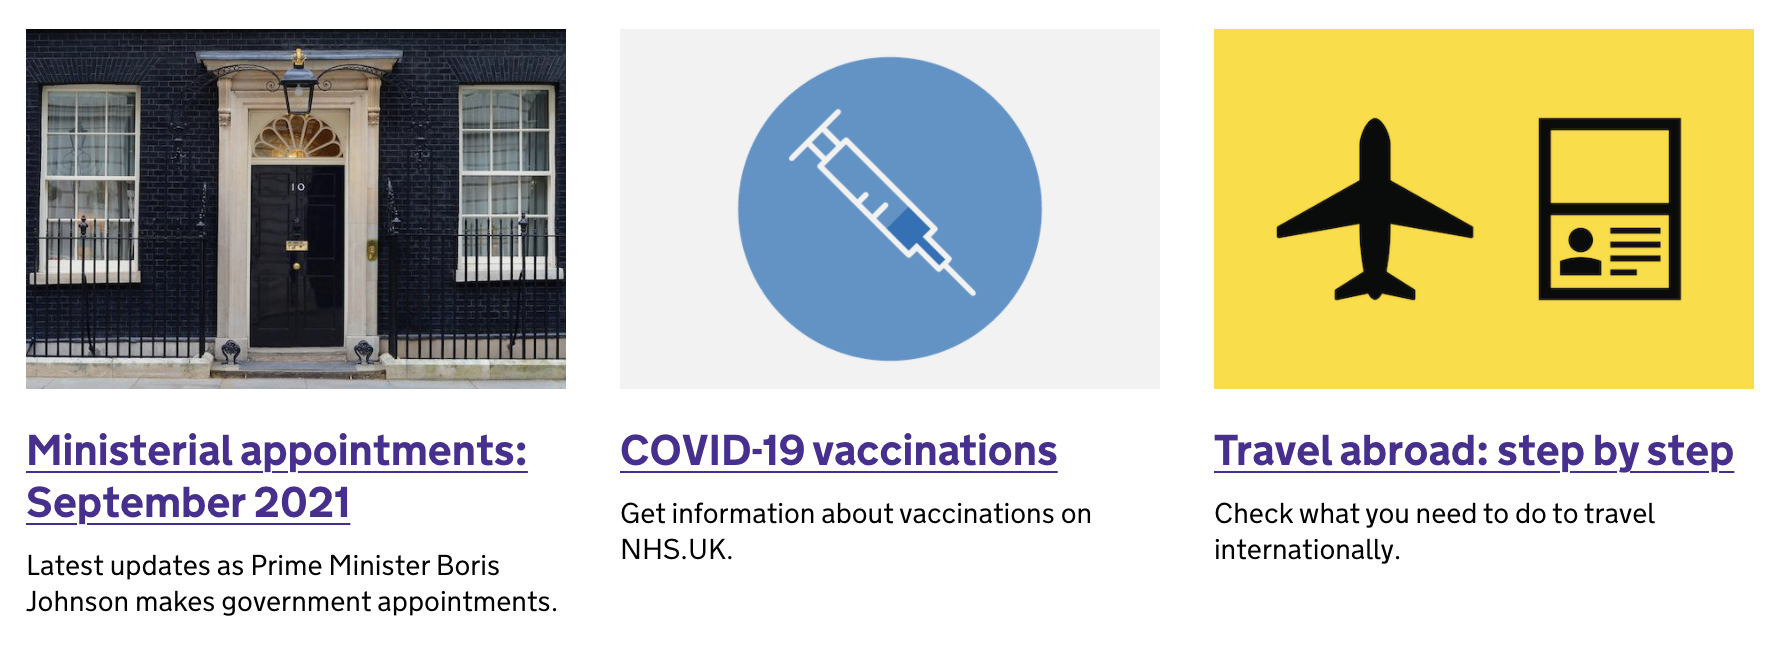 10
Ministerial appointments:
September 2021
Latest updates as Prime Minister Boris
Johnson makes government appointments.
COVID-19 vaccinations
Get information about vaccinations on
NHS.UK.
Travel abroad: step by step
Check what you need to do to travel
internationally.